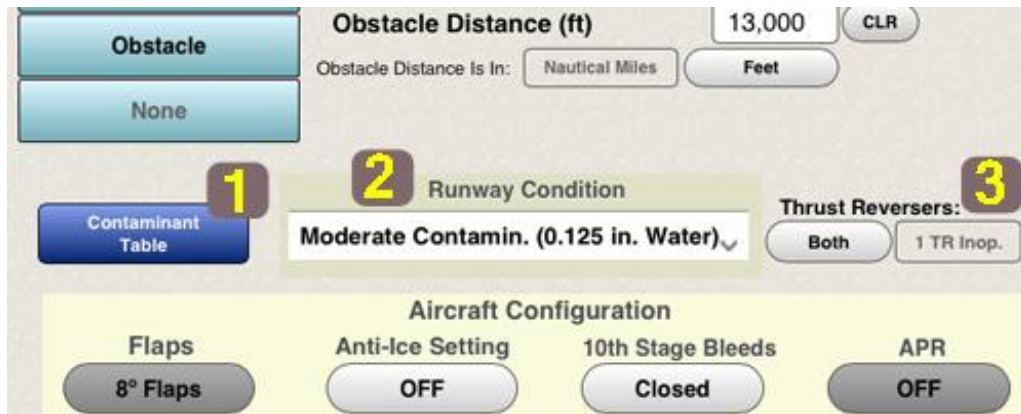 Obstacle
None
Obstacle Distance (ft)
13,000
CLR
Obstacle Distance Is In:
Nautical Miles
Feet
1
Contaminant
Table
2
Runway Condition
Moderate Contamin. (0.125 in. Water)
3
Thrust Reversers:
Both
1 TR Inop.
Aircraft Configuration
Flaps
Anti-Ice Setting
10th Stage Bleeds
APR
8° Flaps
OFF
Closed
OFF